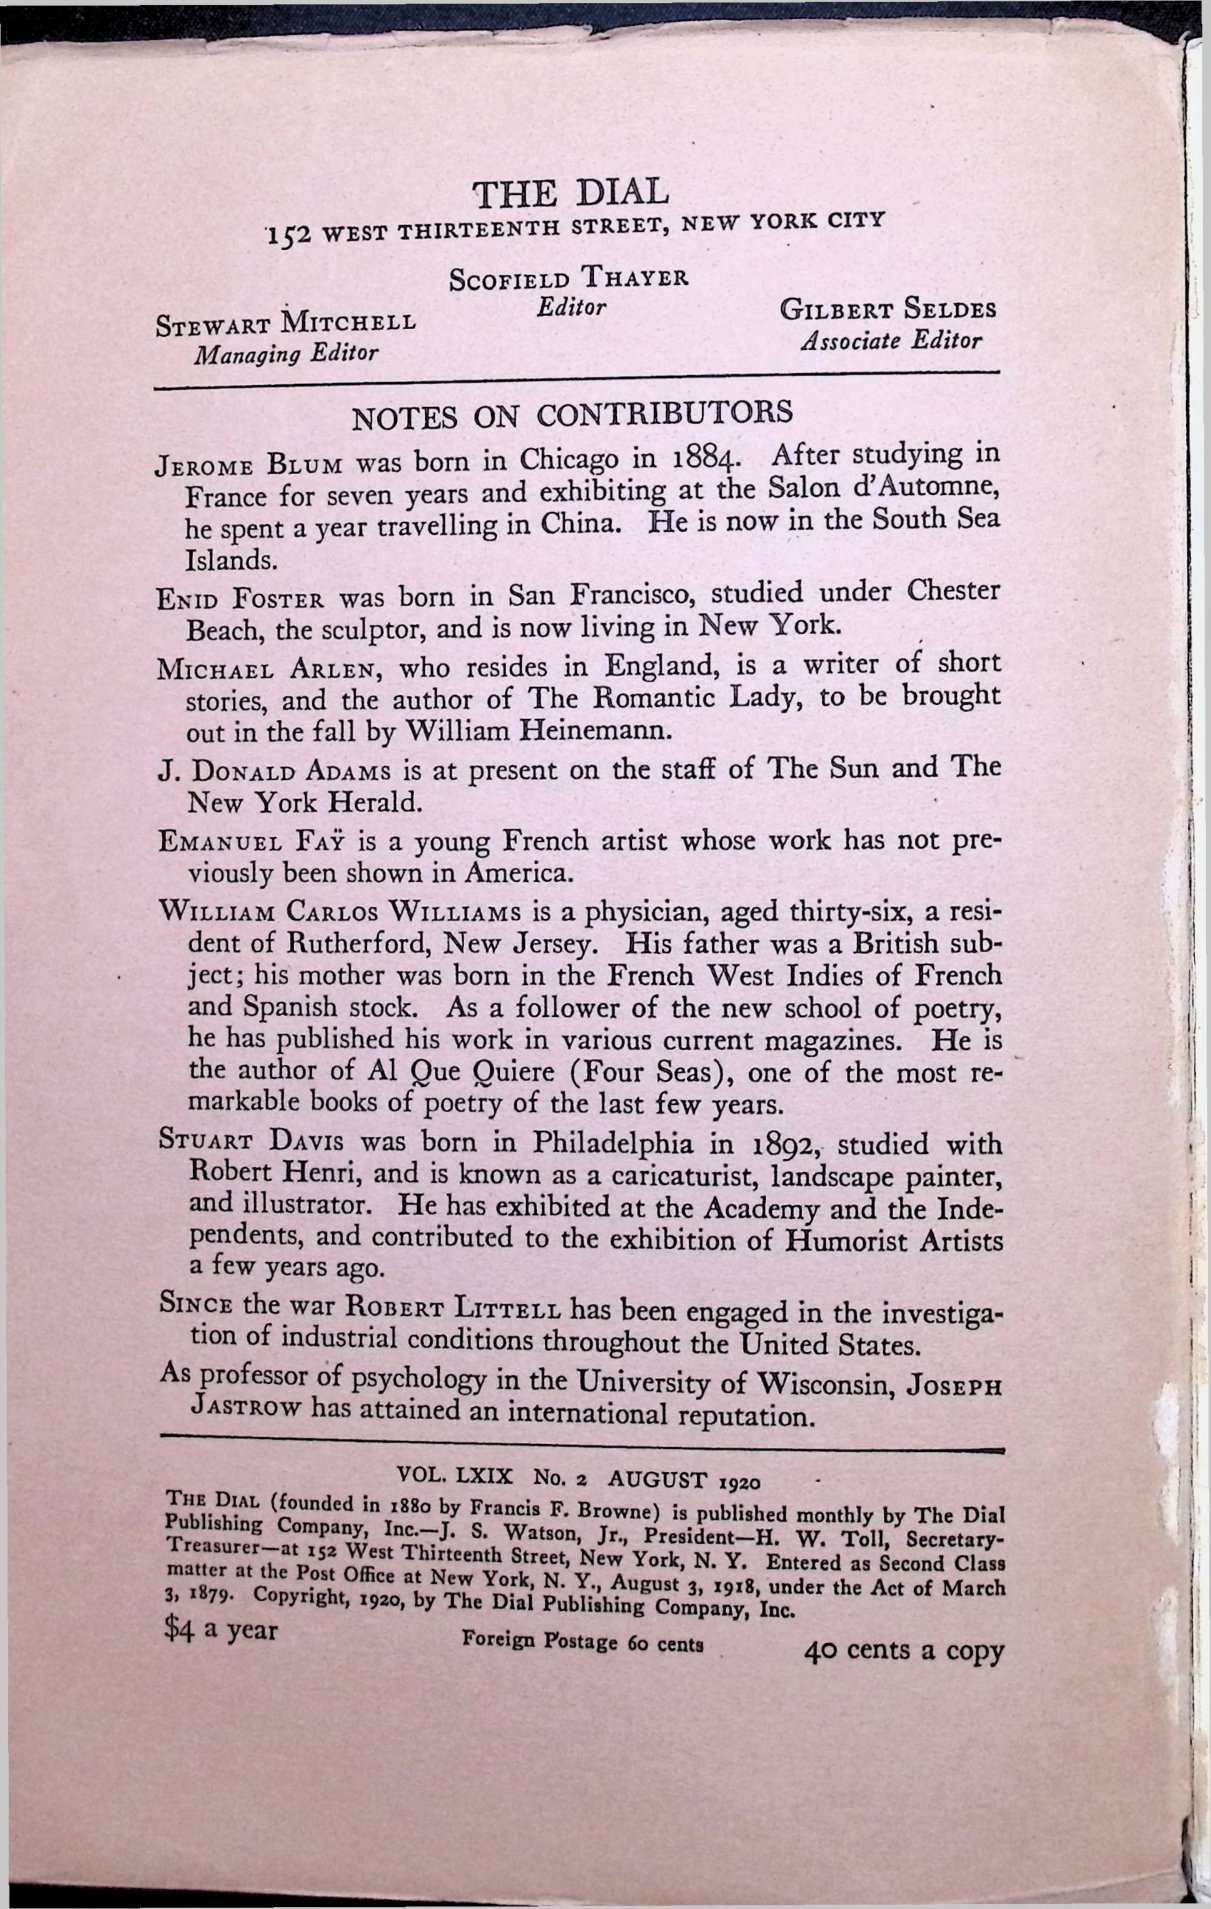 THE DIAL
152 WEST THIRTEENTH STREET, NEW YORK CITY
SCOFIELD THAYER
Editor
STEWART MITCHELL
Managing Editor
GILBERT SELDES
Associate Editor
NOTES ON CONTRIBUTORS
JEROME BLUM was born in Chicago in 1884. After studying in
France for seven years and exhibiting at the Salon d'Automne,
he spent a year travelling in China. He is now in the South Sea
Islands.
ENID FOSTER was born in San Francisco, studied under Chester
Beach, the sculptor, and is now living in New York.
MICHAEL ARLEN, who resides in England, is a writer of short
stories, and the author of The Romantic Lady, to be brought
out in the fall by William Heinemann.
J. DONALD ADAMS is at present on the staff of The Sun and The
New York Herald.
EMANUEL FAŸ is a young French artist whose work has not pre-
viously been shown in America.
WILLIAM CARLOS WILLIAMS is a physician, aged thirty-six, a resi-
dent of Rutherford, New Jersey. His father was a British sub-
ject; his mother was born in the French West Indies of French
and Spanish stock. As a follower of the new school of poetry,
he has published his work in various current magazines. He is
the author of Al Que Quiere (Four Seas), one of the most re-
markable books of poetry of the last few years.
STUART DAVIS was born in Philadelphia in 1892, studied with
Robert Henri, and is known as a caricaturist, landscape painter,
and illustrator. He has exhibited at the Academy and the Inde-
pendents, and contributed to the exhibition of Humorist Artists
a few years ago.
SINCE the war ROBERT LITTELL has been engaged in the investiga-
tion of industrial conditions throughout the United States.
As professor of psychology in the University of Wisconsin, JOSEPH
JASTROW has attained an international reputation.
VOL. LXIX No. 2 AUGUST 1920
THE DIAL (founded in 1880 by Francis F. Browne) is published monthly by The Dial
Publishing Company, Inc.—J. S. Watson, Jr., President—H. W. Toll, Secretary-
Treasurer—at 152 West Thirteenth Street, New York, N. Y. Entered as Second Class
matter at the Post Office at New York, N. Y., August 3, 1918, under the Act of March
3, 1879. Copyright, 1920, by The Dial Publishing Company, Inc.
$4 a year Foreign Postage 60 cents 40 cents a copy